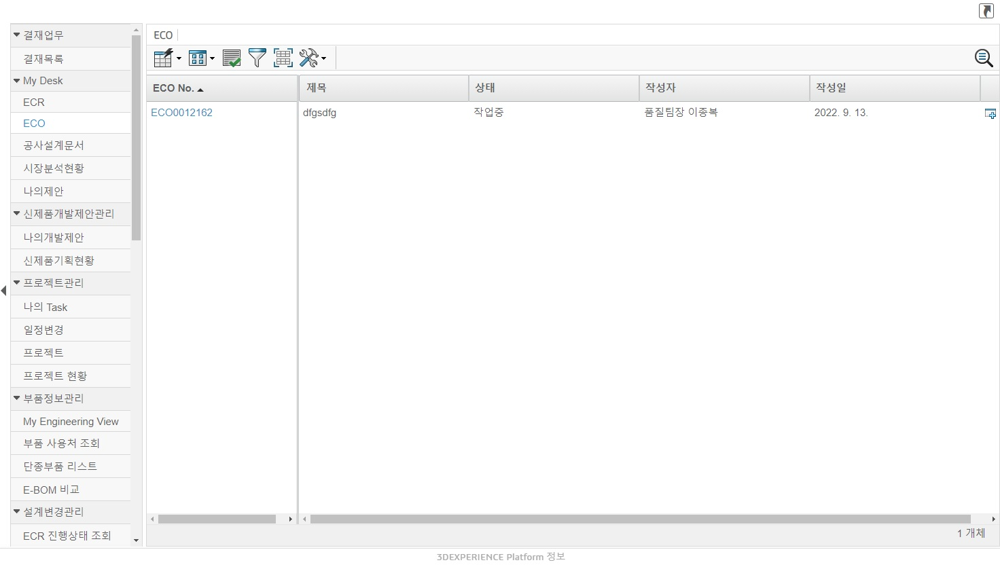 결재업무
결재목록
My Desk
ECR
ECO
공사설계문서
시장분석현황
나의제안
신제품개발제안관리
나의개발제안
신제품기획현황
프로젝트관리
나의 Task
일정변경
프로젝트
프로젝트 현황
부품정보관리
My Engineering View
부품 사용처 조회
단종부품 리스트
E-BOM 비교
설계변경관리
ECR 진행상태 조회
ECO
ECO No. 제목 상태 작성자 작성일
ECO0012162 dfgsdfg 작업중 품질팀장 이종복 2022. 9. 13.
1 개체
3DEXPERIENCE Platform 정보